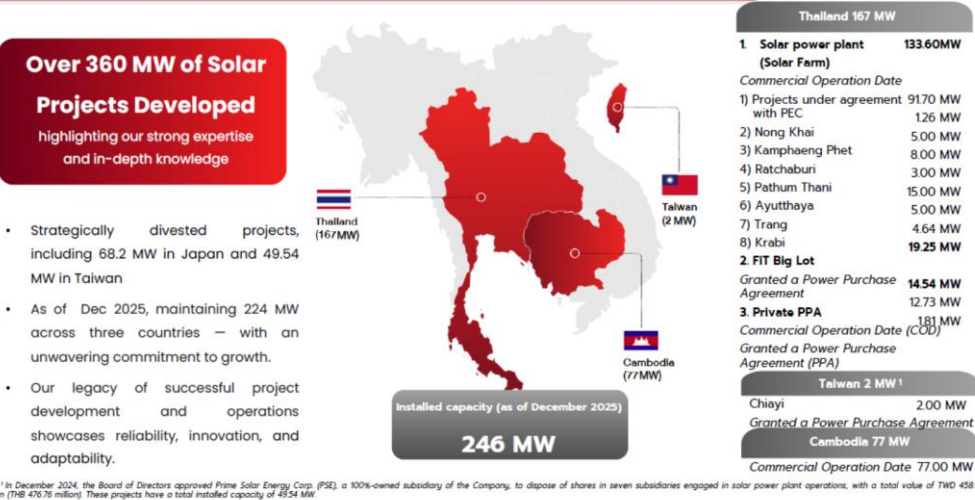 Over 360 MW of Solar
Projects Developed
highlighting our strong expertise
and in-depth knowledge
• Strategically divested projects,
including 68.2 MW in Japan and 49.54
MW in Taiwan
• As of Dec 2025, maintaining 224 MW
across three countries — with an
unwavering commitment to growth.
• Our legacy of successful project
development and operations
showcases reliability, innovation, and
adaptability.
Thailand
(167MW)
Taiwan
(2 MW)
Cambodia
(77MW)
Installed capacity (as of December 2025)
246 MW
Thailand 167 MW
1. Solar power plant 133.60MW
(Solar Farm)
Commercial Operation Date
1) Projects under agreement 91.70 MW
with PEC 1.26 MW
2) Nong Khai 5.00 MW
3) Kamphaeng Phet 8.00 MW
4) Ratchaburi 3.00 MW
5) Pathum Thani 15.00 MW
6) Ayutthaya 5.00 MW
7) Trang 4.64 MW
8) Krabi 19.25 MW
2. FiT Big Lot
Granted a Power Purchase 14.54 MW
Agreement 12.73 MW
3. Private PPA 1.81 MW
Commercial Operation Date (COD)
Granted a Power Purchase
Agreement (PPA)
Taiwan 2 MW ¹
Chiayi 2.00 MW
Granted a Power Purchase Agreement
Cambodia 77 MW
Commercial Operation Date 77.00 MW
¹ In December 2024, the Board of Directors approved Prime Solar Energy Corp. (PSE), a 100%-owned subsidiary of the Company, to dispose of shares in seven subsidiaries engaged in solar power plant operations, with a total value of TWD 458
n (THB 476.76 million). These projects have a total installed capacity of 49.54 MW.